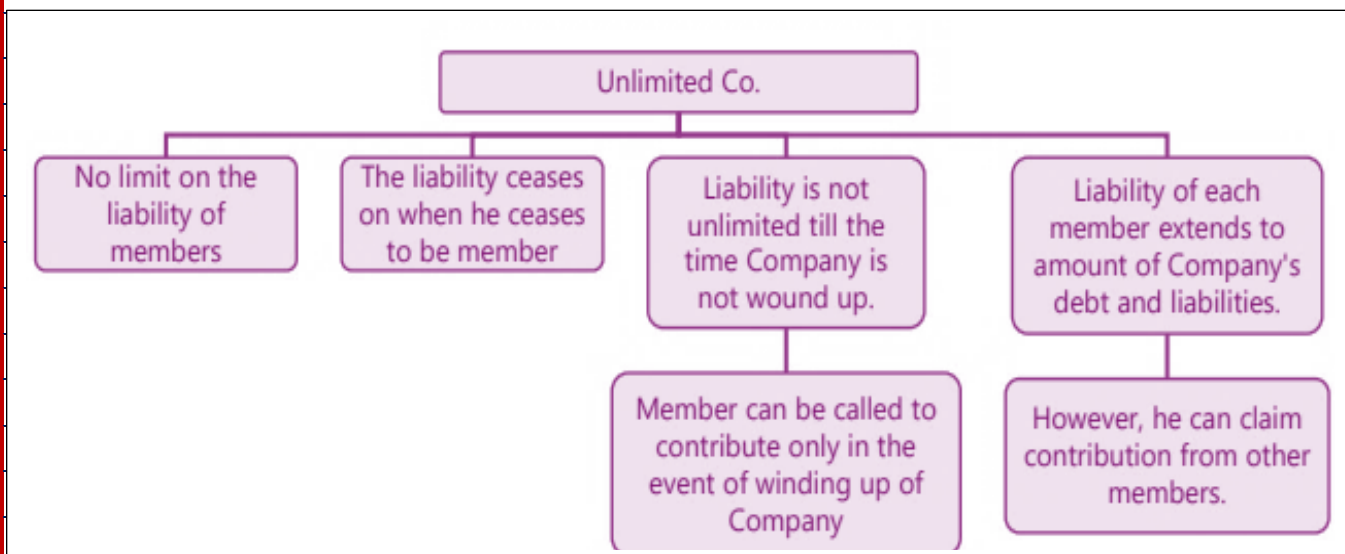 Unlimited Co.
No limit on the
liability of
members
The liability ceases
on when he ceases
to be member
Liability is not
unlimited till the
time Company is
not wound up.
Liability of each
member extends to
amount of Company's
debt and liabilities.
Member can be called to
contribute only in the
event of winding up of
Company
However, he can claim
contribution from other
members.